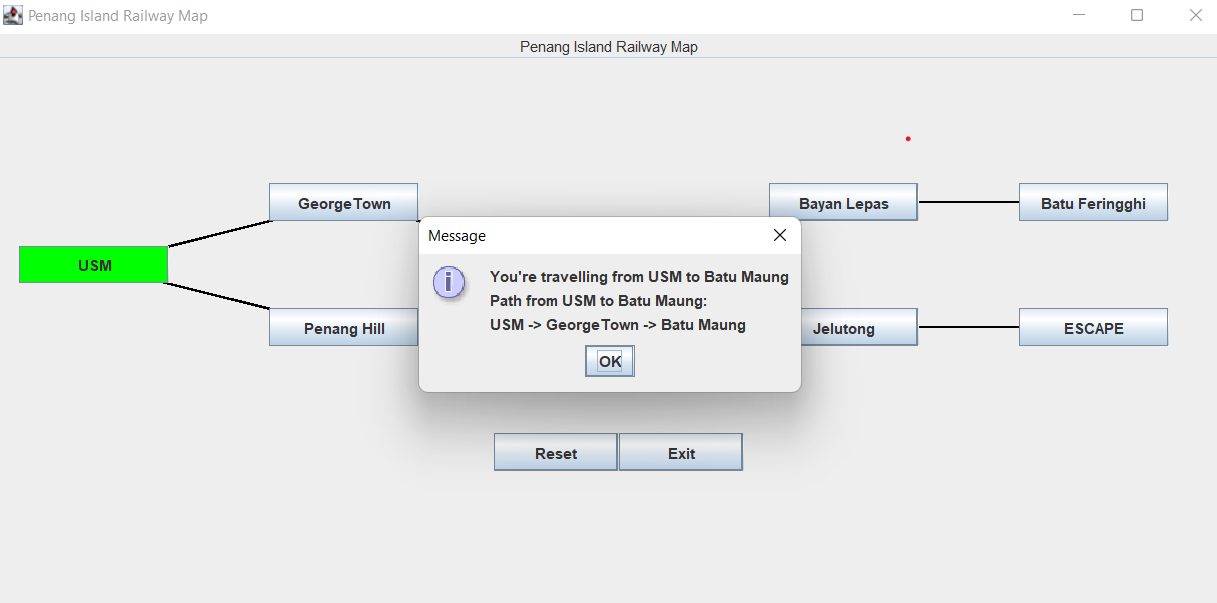 Penang Island Railway Map
Penang Island Railway Map
GeorgeTown
Bayan Lepas
Batu Feringghi
Message
USM
You're travelling from USM to Batu Maung
Path from USM to Batu Maung:
USM -> GeorgeTown -> Batu Maung
Penang Hill
Jelutong
ESCAPE
OK
Reset
Exit